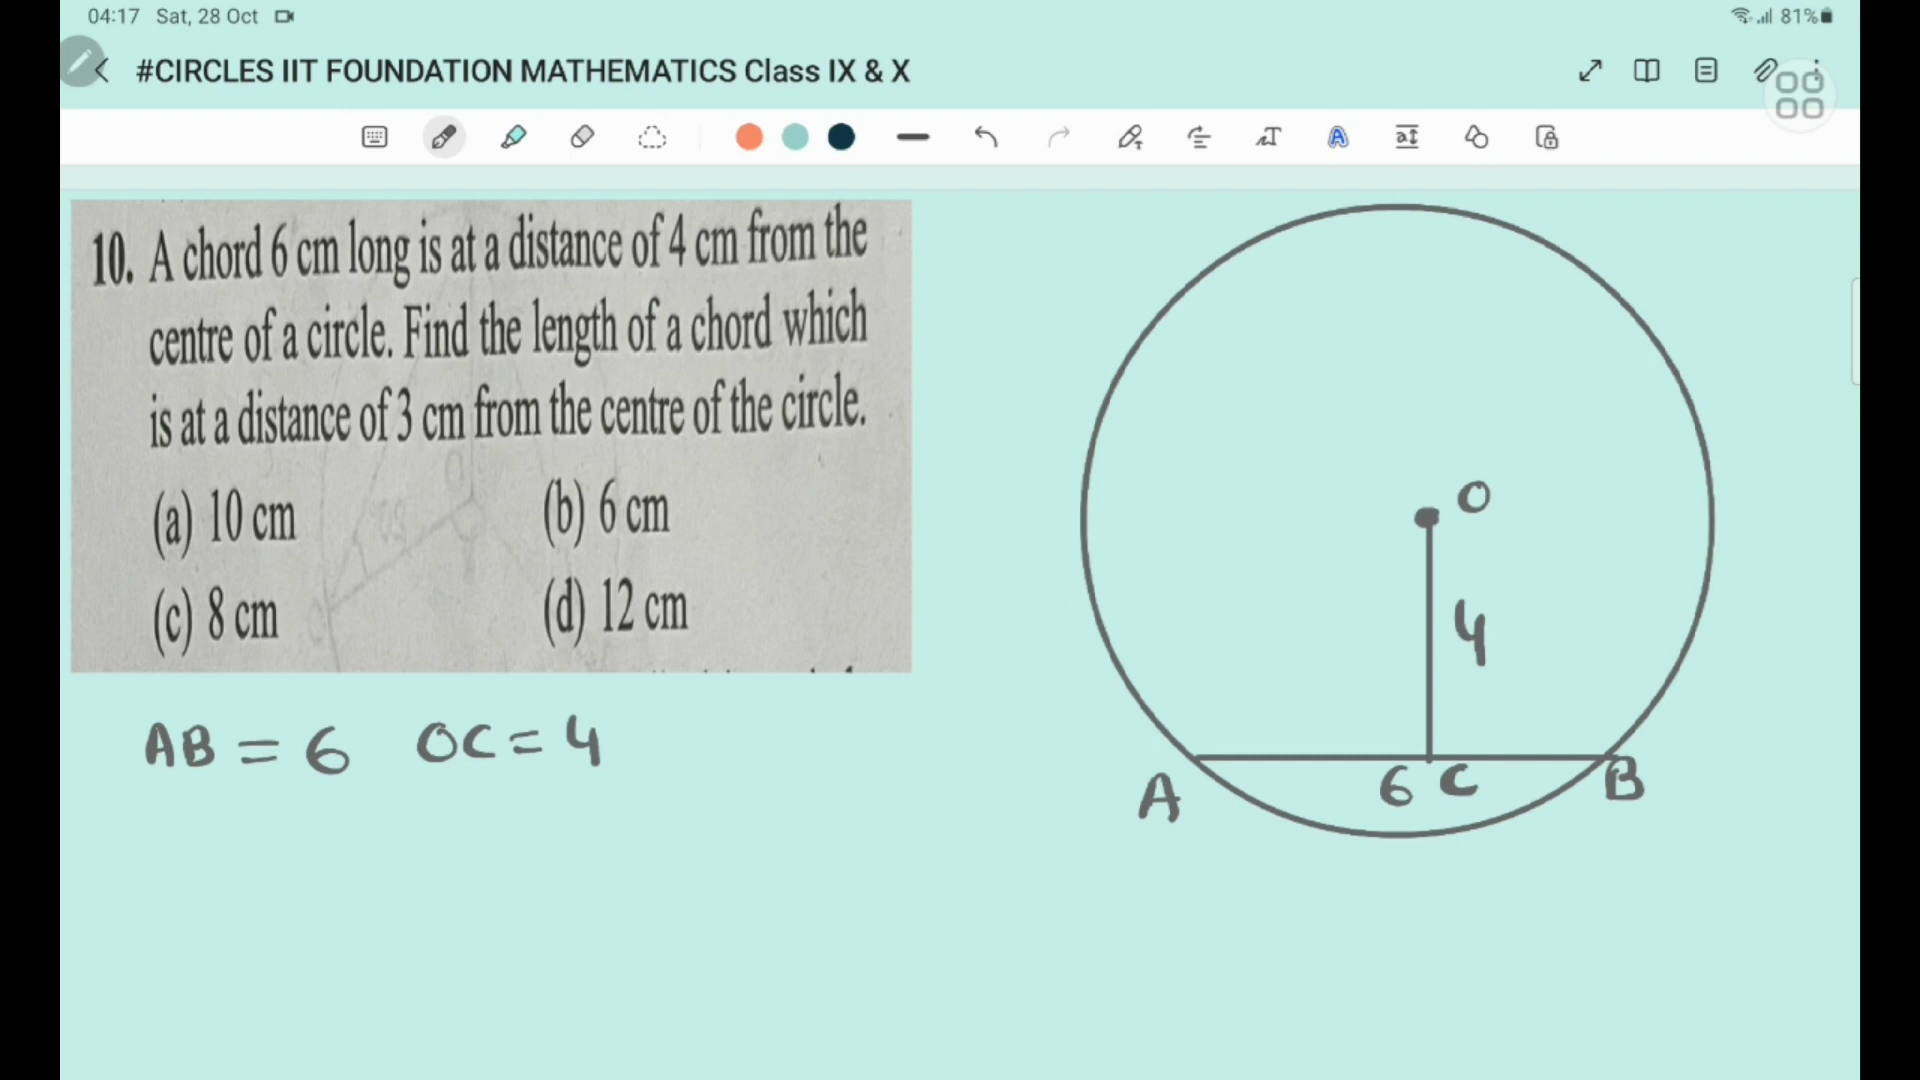 04:17 Sat, 28 Oct 81%
#CIRCLES IIT FOUNDATION MATHEMATICS Class IX & X
10. A chord 6 cm long is at a distance of 4 cm from the
centre of a circle. Find the length of a chord which
is at a distance of 3 cm from the centre of the circle.
(a) 10 cm (b) 6 cm
(c) 8 cm (d) 12 cm
AB = 6 OC = 4
O
4
A 6 C B